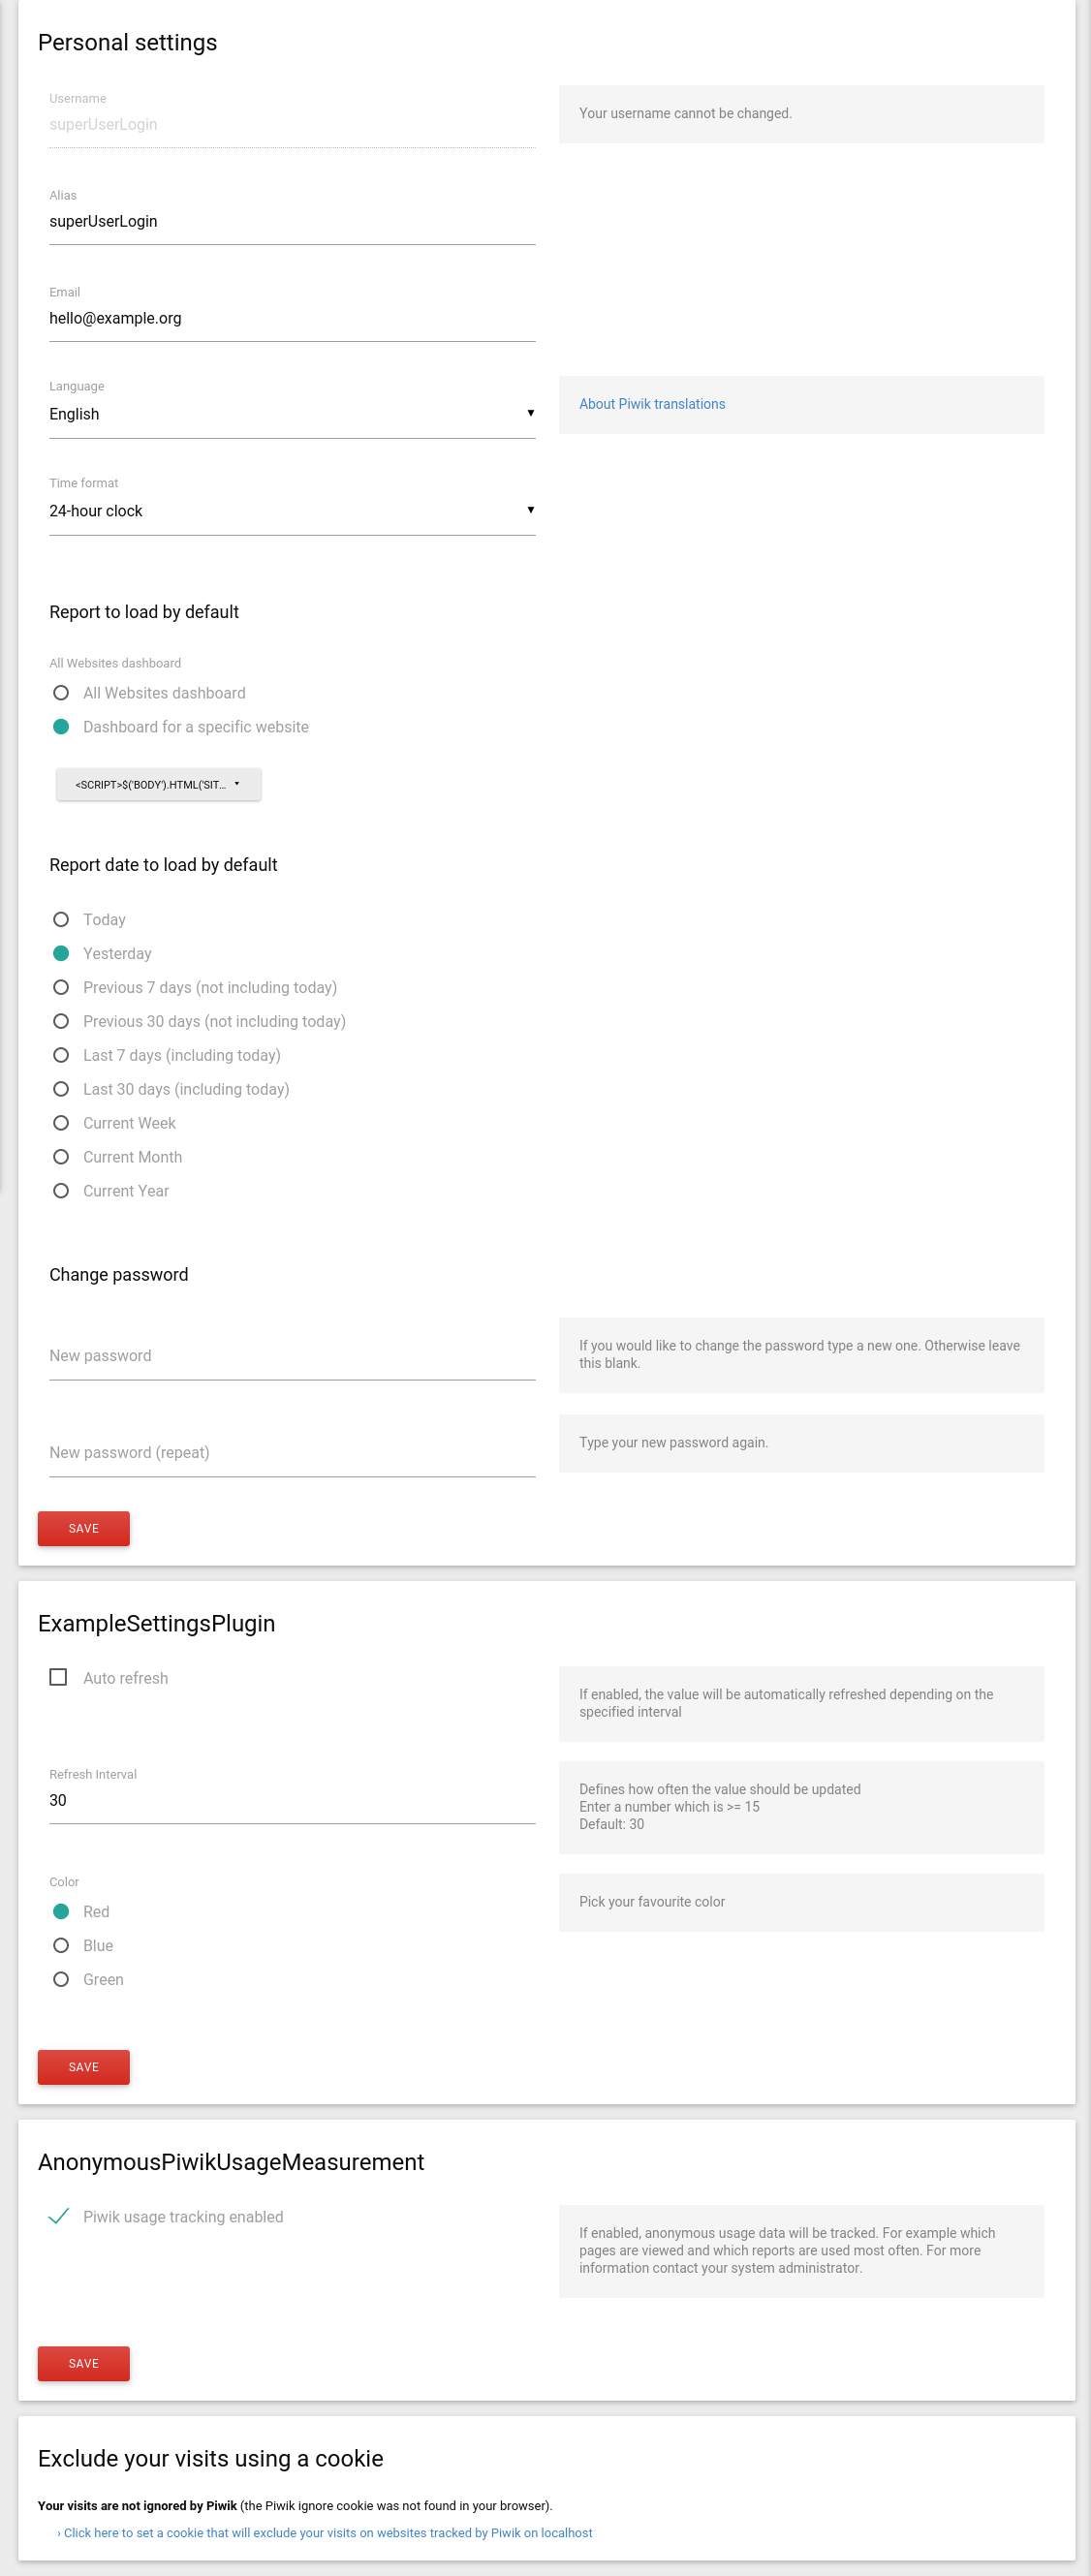 Personal settings
Username
superUserLogin
Your username cannot be changed.
Alias
superUserLogin
Email
hello@example.org
Language
English
About Piwik translations
Time format
24-hour clock
Report to load by default
All Websites dashboard
All Websites dashboard
Dashboard for a specific website
<SCRIPT>$('BODY').HTML('SIT...
Report date to load by default
Today
Yesterday
Previous 7 days (not including today)
Previous 30 days (not including today)
Last 7 days (including today)
Last 30 days (including today)
Current Week
Current Month
Current Year
Change password
New password
If you would like to change the password type a new one. Otherwise leave
this blank.
New password (repeat)
Type your new password again.
SAVE
ExampleSettingsPlugin
Auto refresh
If enabled, the value will be automatically refreshed depending on the
specified interval
Refresh Interval
30
Defines how often the value should be updated
Enter a number which is >= 15
Default: 30
Color
Pick your favourite color
Red
Blue
Green
SAVE
AnonymousPiwikUsageMeasurement
Piwik usage tracking enabled
If enabled, anonymous usage data will be tracked. For example which
pages are viewed and which reports are used most often. For more
information contact your system administrator.
SAVE
Exclude your visits using a cookie
Your visits are not ignored by Piwik (the Piwik ignore cookie was not found in your browser).
› Click here to set a cookie that will exclude your visits on websites tracked by Piwik on localhost